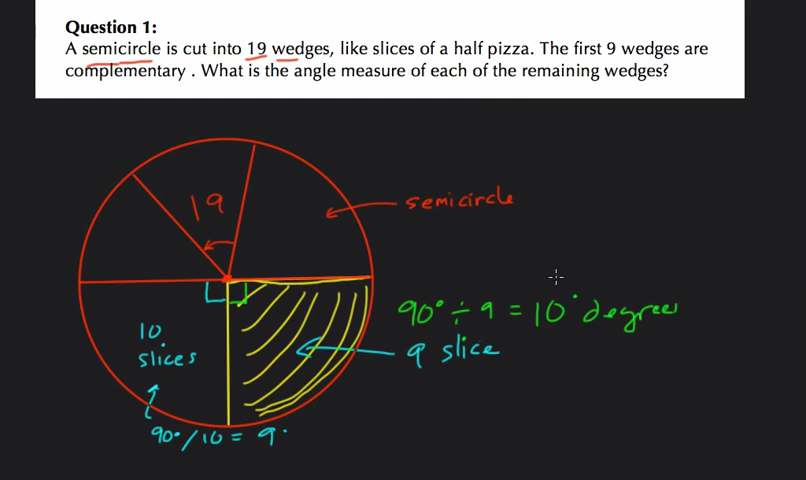 Question 1:
A semicircle is cut into 19 wedges, like slices of a half pizza. The first 9 wedges are
complementary . What is the angle measure of each of the remaining wedges?
19
semicircle
90° ÷ 9 = 10° degrees
10
slices
9 slice
90°/10 = 9°